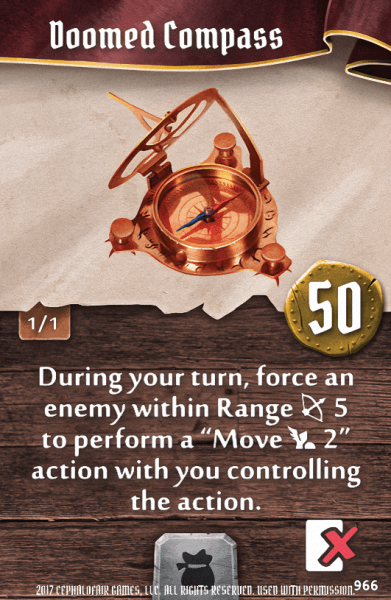 Doomed Compass
1/1
50
During your turn, force an
enemy within Range 5
to perform a “Move 2”
action with you controlling
the action.
2017 CEPHALOFAIR GAMES, LLC. ALL RIGHTS RESERVED. USED WITH PERMISSION
966